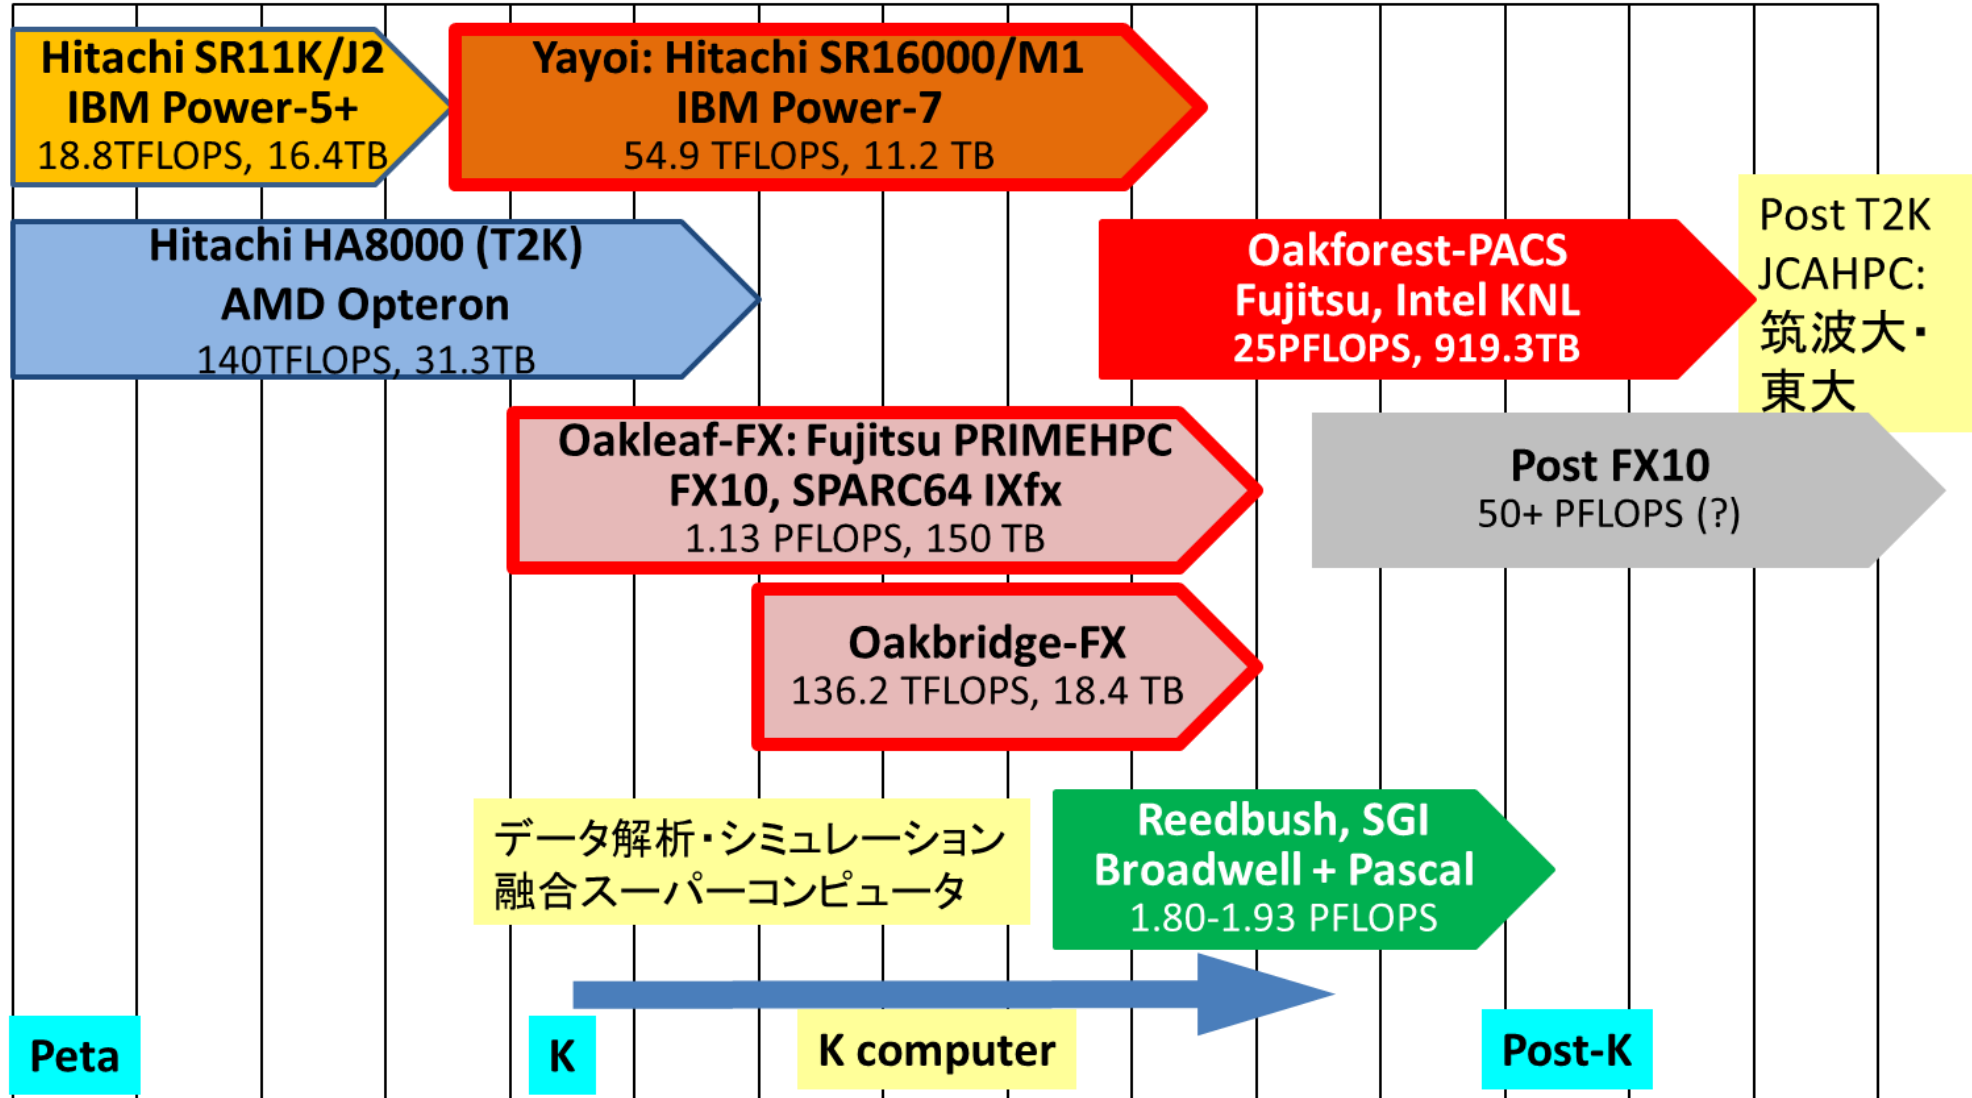 Hitachi SR11K/J2
IBM Power-5+
18.8TFLOPS, 16.4TB
Yayoi: Hitachi SR16000/M1
IBM Power-7
54.9 TFLOPS, 11.2 TB
Hitachi HA8000 (T2K)
AMD Opteron
140TFLOPS, 31.3TB
Oakforest-PACS
Fujitsu, Intel KNL
25PFLOPS, 919.3TB
Post T2K
JCAHPC:
筑波大・
東大
Oakleaf-FX: Fujitsu PRIMEHPC
FX10, SPARC64 IXfx
1.13 PFLOPS, 150 TB
Post FX10
50+ PFLOPS (?)
Oakbridge-FX
136.2 TFLOPS, 18.4 TB
データ解析・シミュレーション
融合スーパーコンピュータ
Reedbush, SGI
Broadwell + Pascal
1.80-1.93 PFLOPS
Peta
K
K computer
Post-K